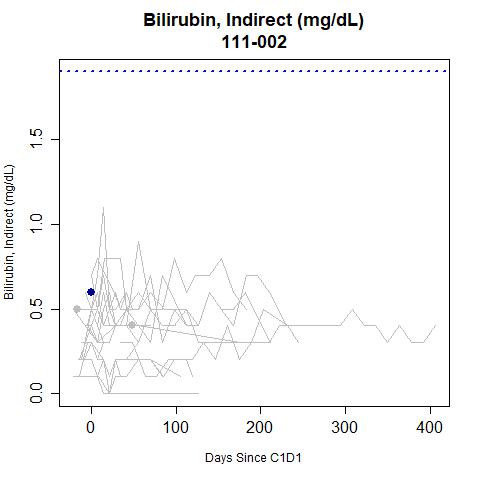 Bilirubin, Indirect (mg/dL)
111-002
Bilirubin, Indirect (mg/dL)
1.5
1.0
0.5
0.0
0 100 200 300 400
Days Since C1D1